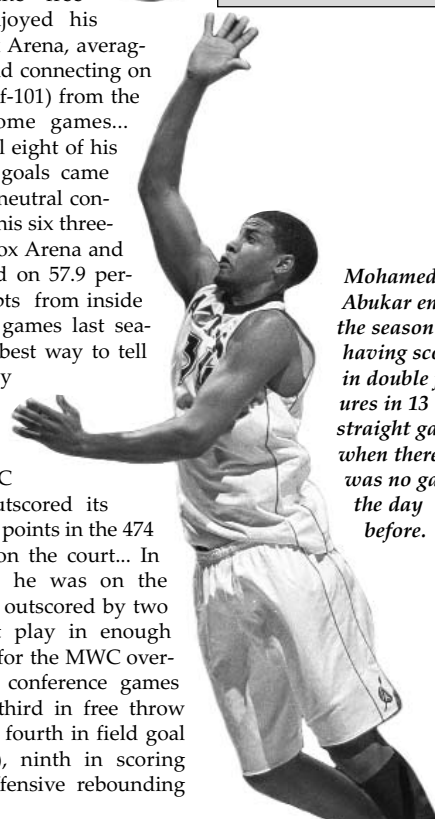 joyed his
Arena, averag-
d connecting on
f-101) from the
ome games...
l eight of his
goals came
neutral con-
his six three-
ox Arena and
d on 57.9 per-
pts from inside
games last sea-
best way to tell
y
C
utscored its
points in the 474
on the court... In
he was on the
outscored by two
t play in enough
for the MWC over-
conference games
third in free throw
fourth in field goal
), ninth in scoring
ffensive rebounding
Mohamed
Abukar en
the season
having sco
in double f
ures in 13
straight ga
when there
was no ga
the day
before.